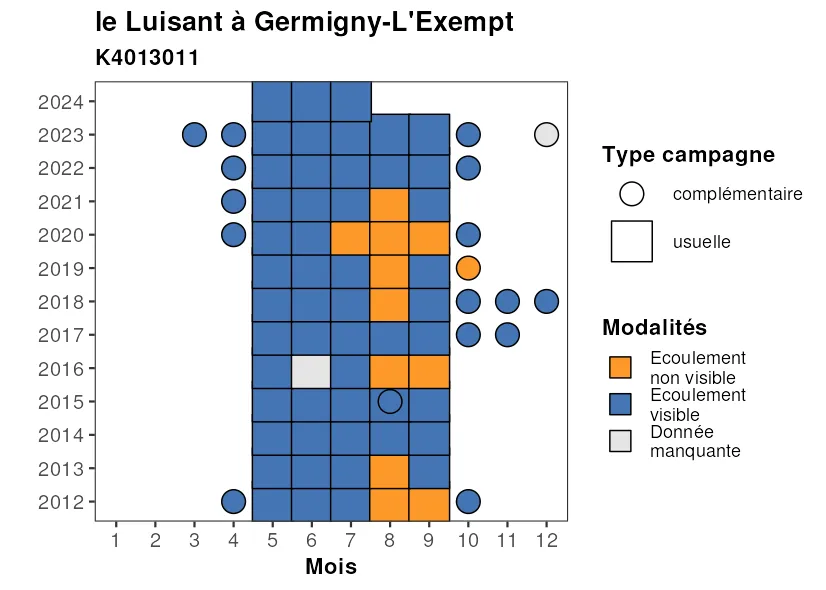 le Luisant à Germigny-L'Exempt
K4013011
2024
2023
2022
2021
2020
2019
2018
2017
2016
2015
2014
2013
2012
1 2 3 4 5 6 7 8 9 10 11 12
Mois
Type campagne
complémentaire
usuelle
Modalités
Ecoulement
non visible
Ecoulement
visible
Donnée
manquante